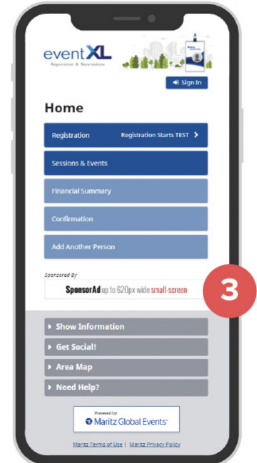 eventXL
Registration & Reservations
Sign In
Home
Registration Registration Starts TEST
Sessions & Events
Financial Summary
Confirmation
Add Another Person
Sponsored By
SponsorAd up to 620px wide small-screen
3
Show Information
Get Social!
Area Map
Need Help?
Powered by
Maritz Global Events
Maritz Terms of Use | Maritz Privacy Policy